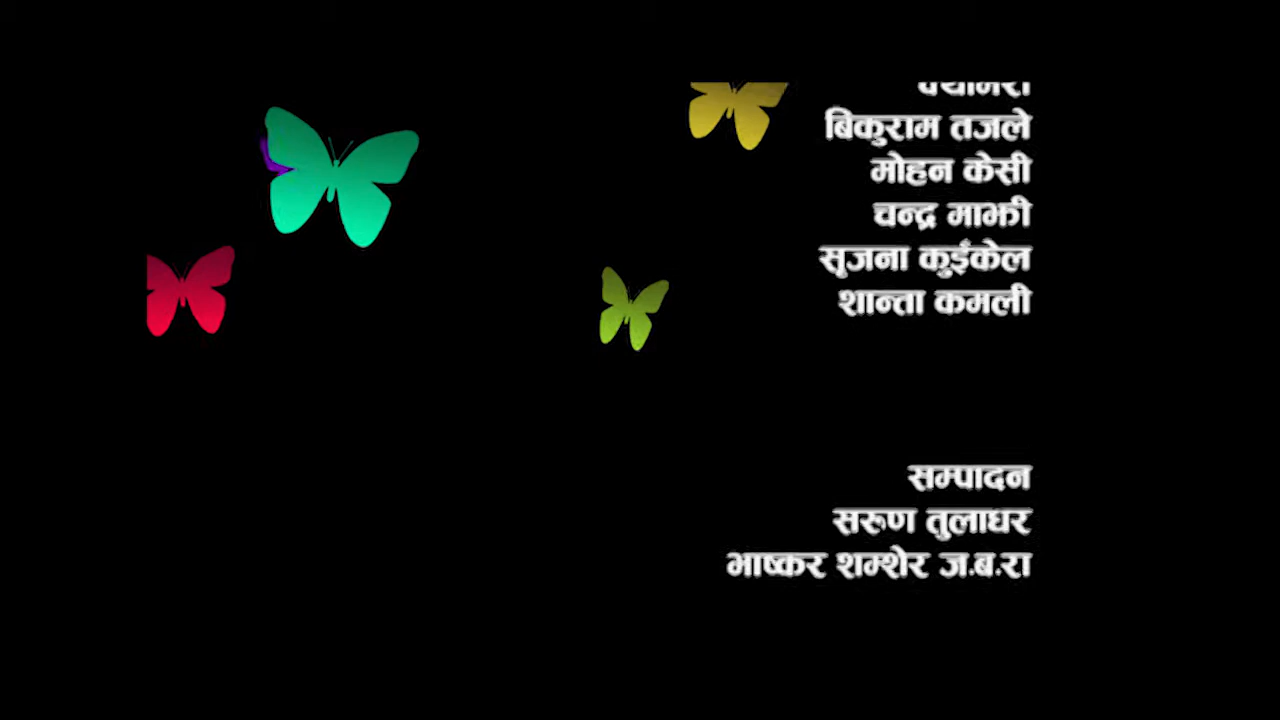 बिकुराम तजले
मोहन केसी
चन्द्र माझी
सृजना कुइँकेल
शान्ता कमली
सम्पादन
सरुण तुलाधर
भाष्कर शम्शेर ज.ब.रा